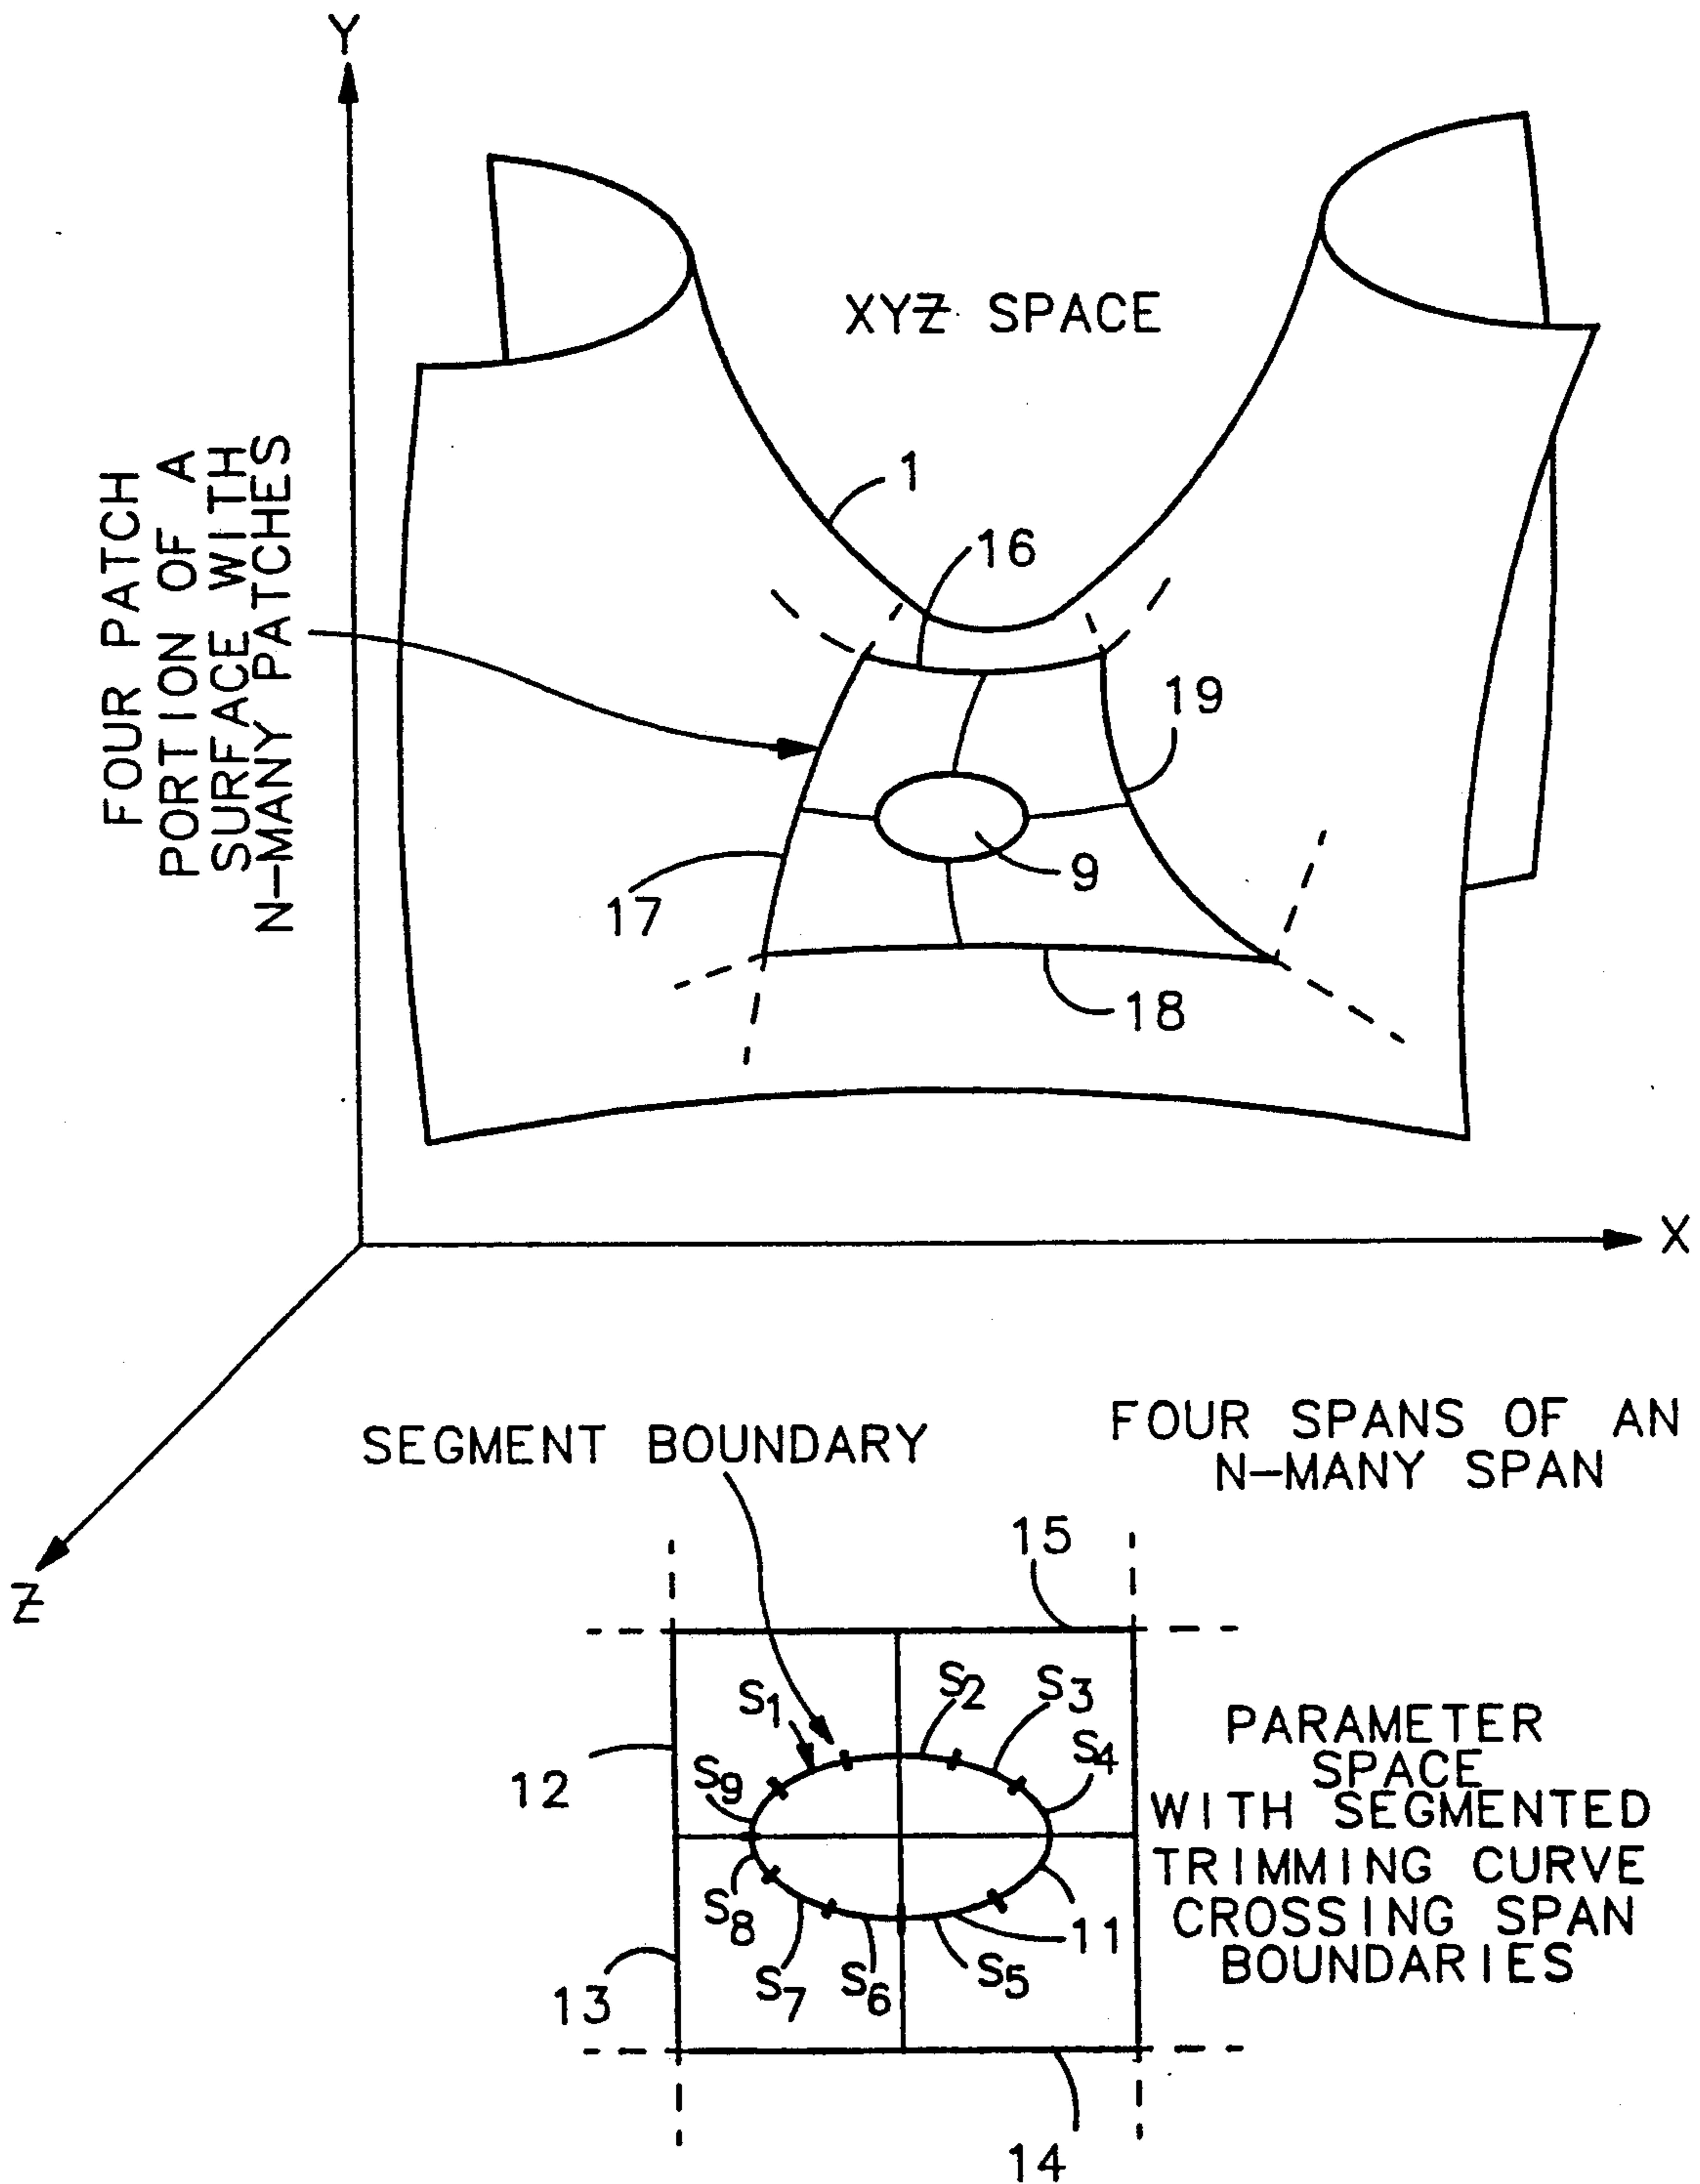 Y
XYZ SPACE
FOUR PATCH
PORTION OF A
SURFACE WITH
N-MANY PATCHES
1
16
19
9
17
18
X
Z
SEGMENT BOUNDARY
FOUR SPANS OF AN
N-MANY SPAN
15
S1
S2
S3
S4
S9
12
PARAMETER
SPACE
WITH SEGMENTED
TRIMMING CURVE
CROSSING SPAN
BOUNDARIES
S8
S7
S6
S5
11
13
14